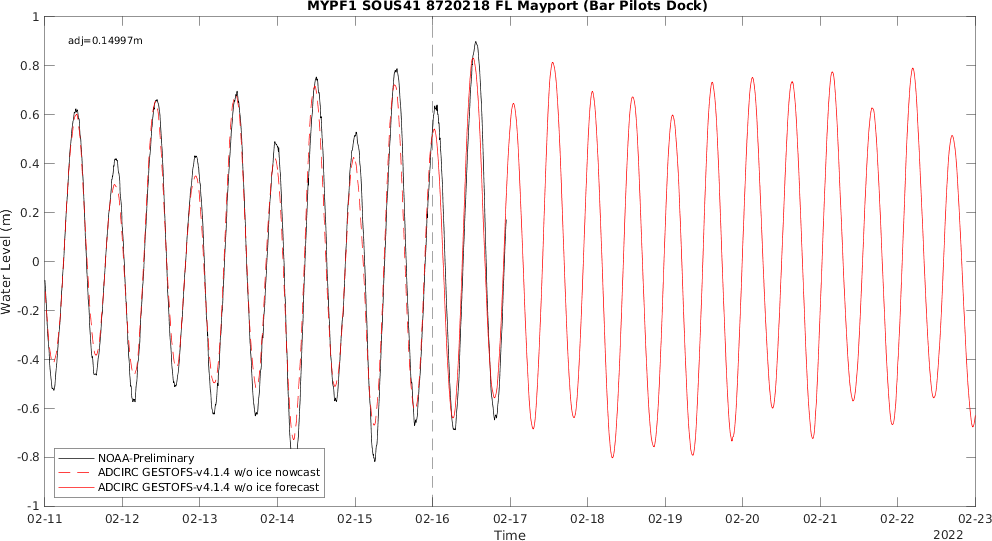 MYPF1 SOUS41 8720218 FL Mayport (Bar Pilots Dock)
adj=0.14997m
1
0.8
0.6
0.4
0.2
0
-0.2
-0.4
-0.6
-0.8
-1
Water Level (m)
NOAA-Preliminary
ADCIRC GESTOFS-v4.1.4 w/o ice nowcast
ADCIRC GESTOFS-v4.1.4 w/o ice forecast
02-11 02-12 02-13 02-14 02-15 02-16 02-17 02-18 02-19 02-20 02-21 02-22 02-23
Time
2022